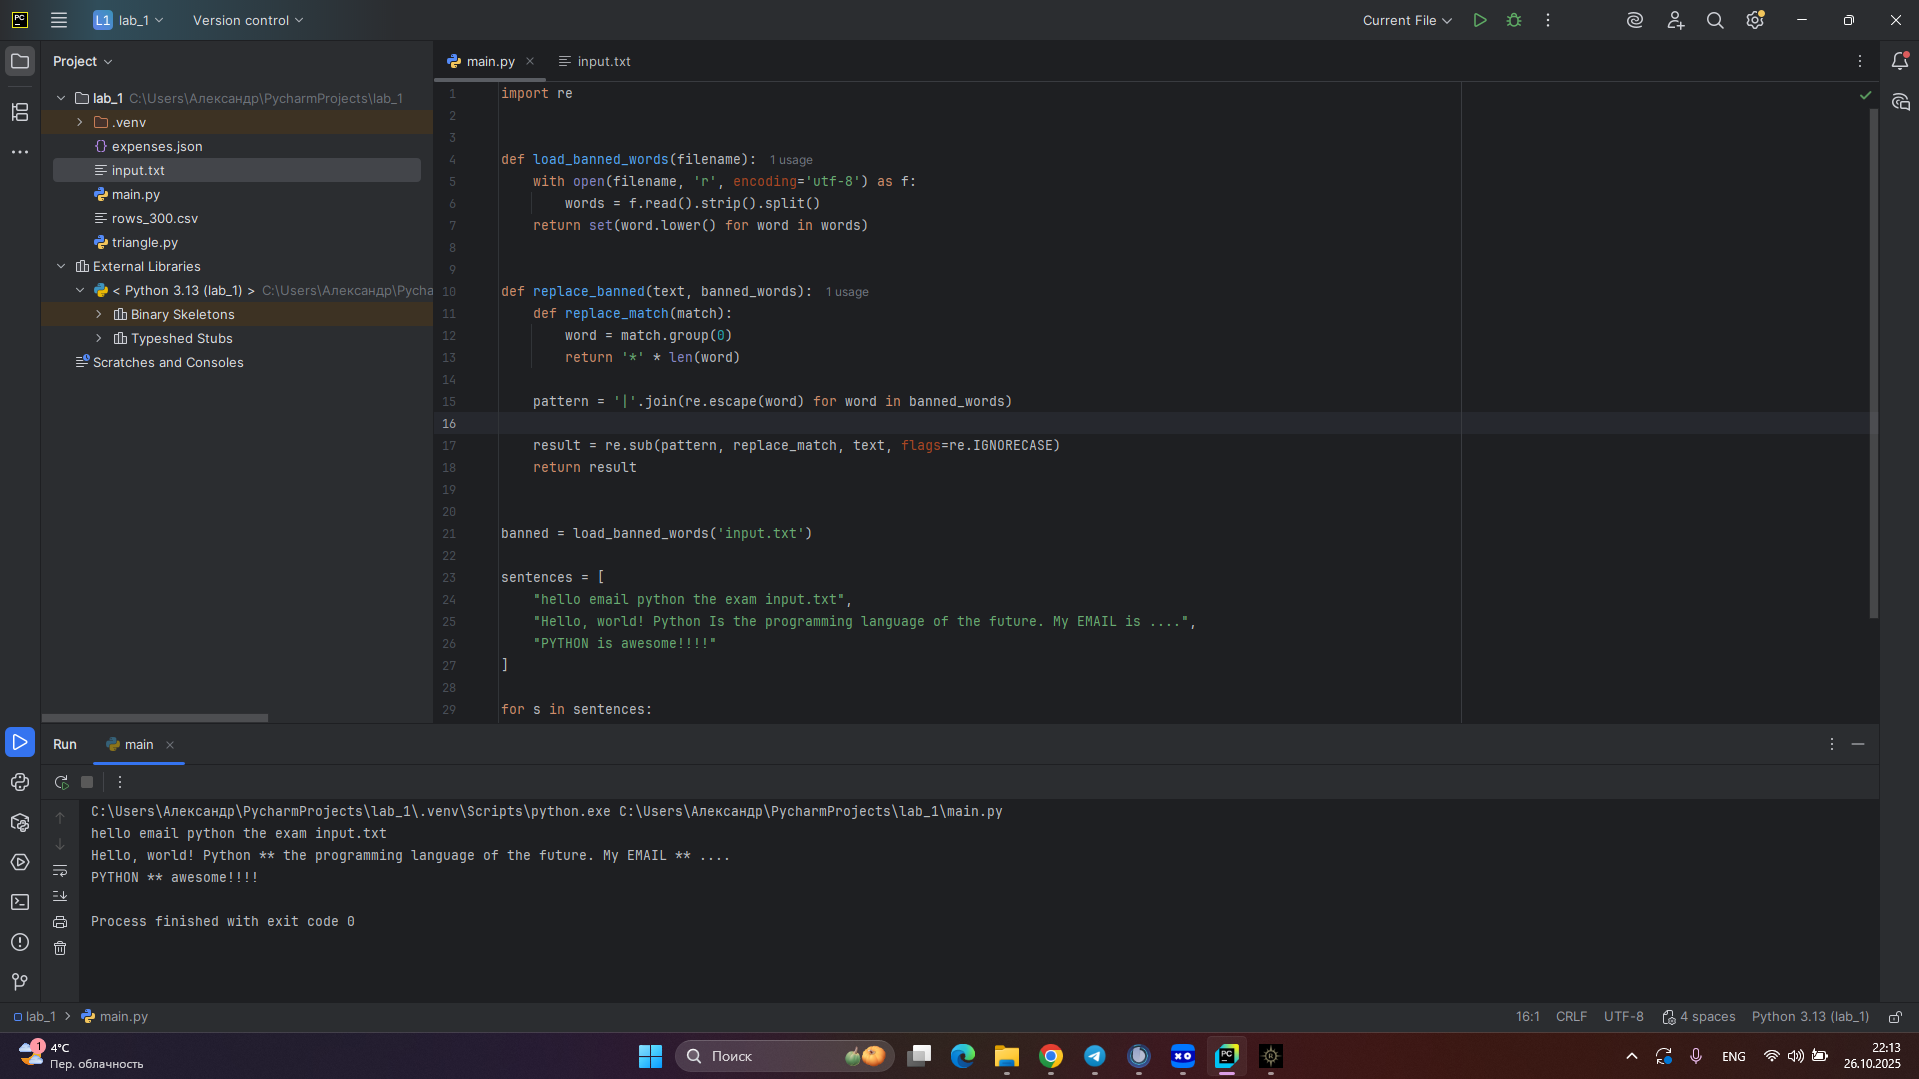 PC L1 lab_1 Version control Current File
Project
main.py input.txt
lab_1 C:\Users\Александр\PycharmProjects\lab_1
.venv
expenses.json
input.txt
main.py
rows_300.csv
triangle.py
External Libraries
< Python 3.13 (lab_1) > C:\Users\Александр\Pycha
Binary Skeletons
Typeshed Stubs
Scratches and Consoles
1 import re
2
3
4 def load_banned_words(filename): 1 usage
5 with open(filename, 'r', encoding='utf-8') as f:
6 words = f.read().strip().split()
7 return set(word.lower() for word in words)
8
9
10 def replace_banned(text, banned_words): 1 usage
11 def replace_match(match):
12 word = match.group(0)
13 return '*' * len(word)
14
15 pattern = '|'.join(re.escape(word) for word in banned_words)
16
17 result = re.sub(pattern, replace_match, text, flags=re.IGNORECASE)
18 return result
19
20
21 banned = load_banned_words('input.txt')
22
23 sentences = [
24 "hello email python the exam input.txt",
25 "Hello, world! Python Is the programming language of the future. My EMAIL is ....",
26 "PYTHON is awesome!!!!"
27 ]
28
29 for s in sentences:
Run main
C:\Users\Александр\PycharmProjects\lab_1\.venv\Scripts\python.exe C:\Users\Александр\PycharmProjects\lab_1\main.py
hello email python the exam input.txt
Hello, world! Python ** the programming language of the future. My EMAIL ** ....
PYTHON ** awesome!!!!
Process finished with exit code 0
lab_1 main.py 16:1 CRLF UTF-8 4 spaces Python 3.13 (lab_1)
1 4°C
Пер. облачность
Поиск
PC
ENG
22:13
26.10.2025